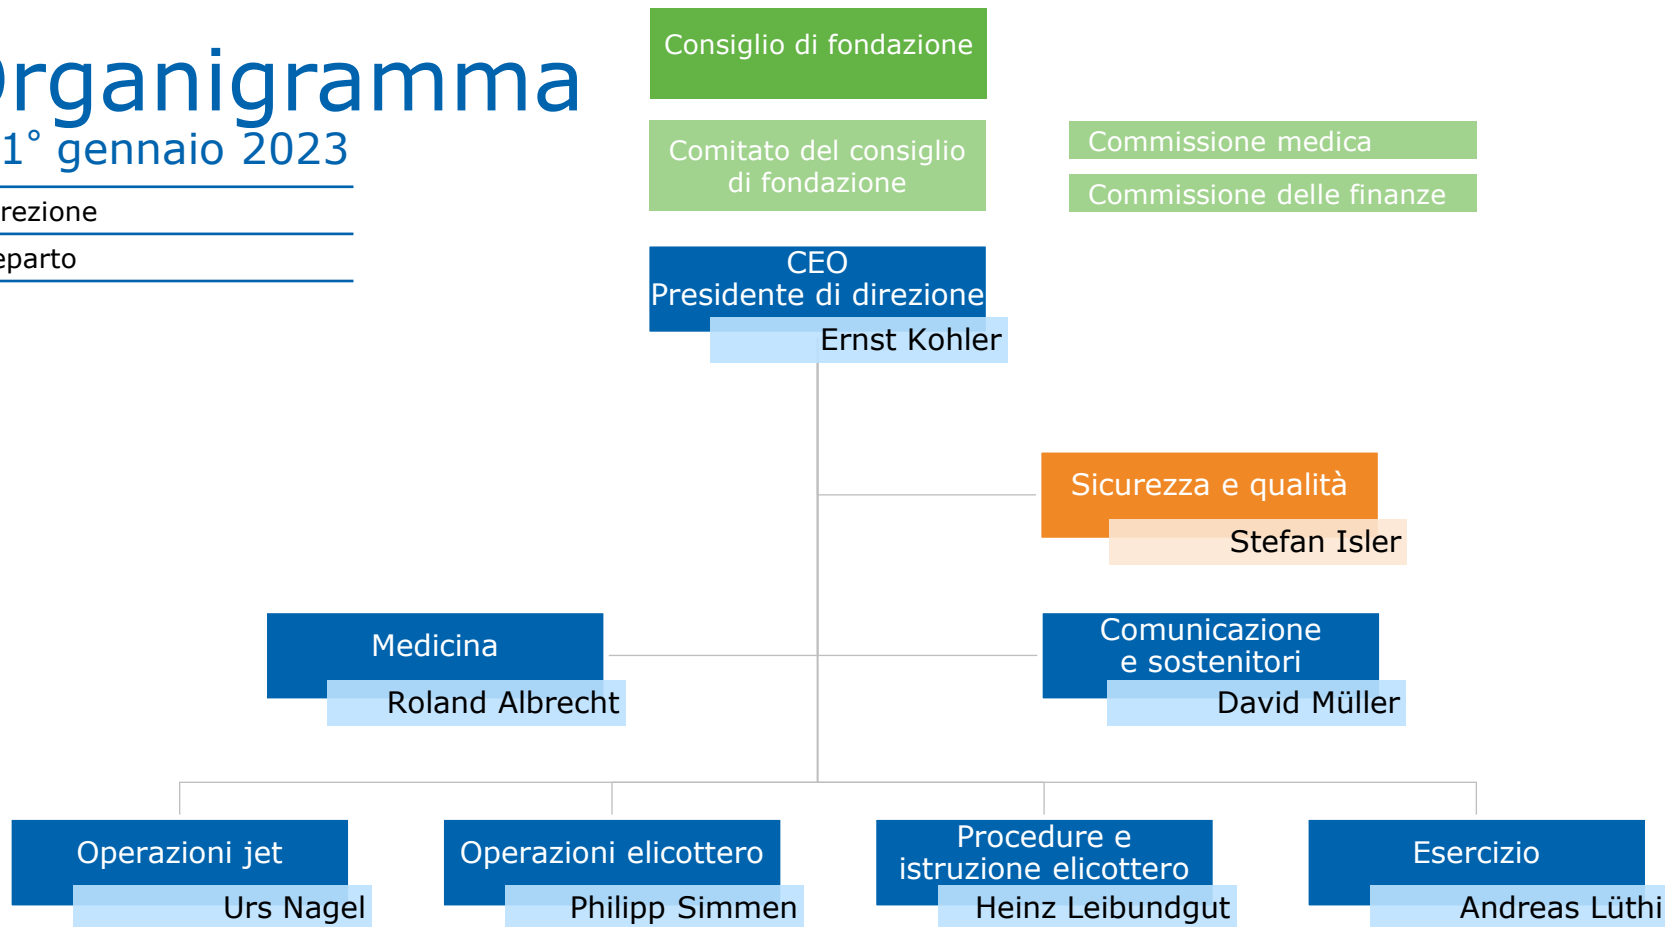 Organigramma
1° gennaio 2023
rezione
eparto
Consiglio di fondazione
Comitato del consiglio
di fondazione
Commissione medica
Commissione delle finanze
CEO
Presidente di direzione
Ernst Kohler
Sicurezza e qualità
Stefan Isler
Medicina
Roland Albrecht
Comunicazione
e sostenitori
David Müller
Operazioni jet
Urs Nagel
Operazioni elicottero
Philipp Simmen
Procedure e
istruzione elicottero
Heinz Leibundgut
Esercizio
Andreas Lüthi